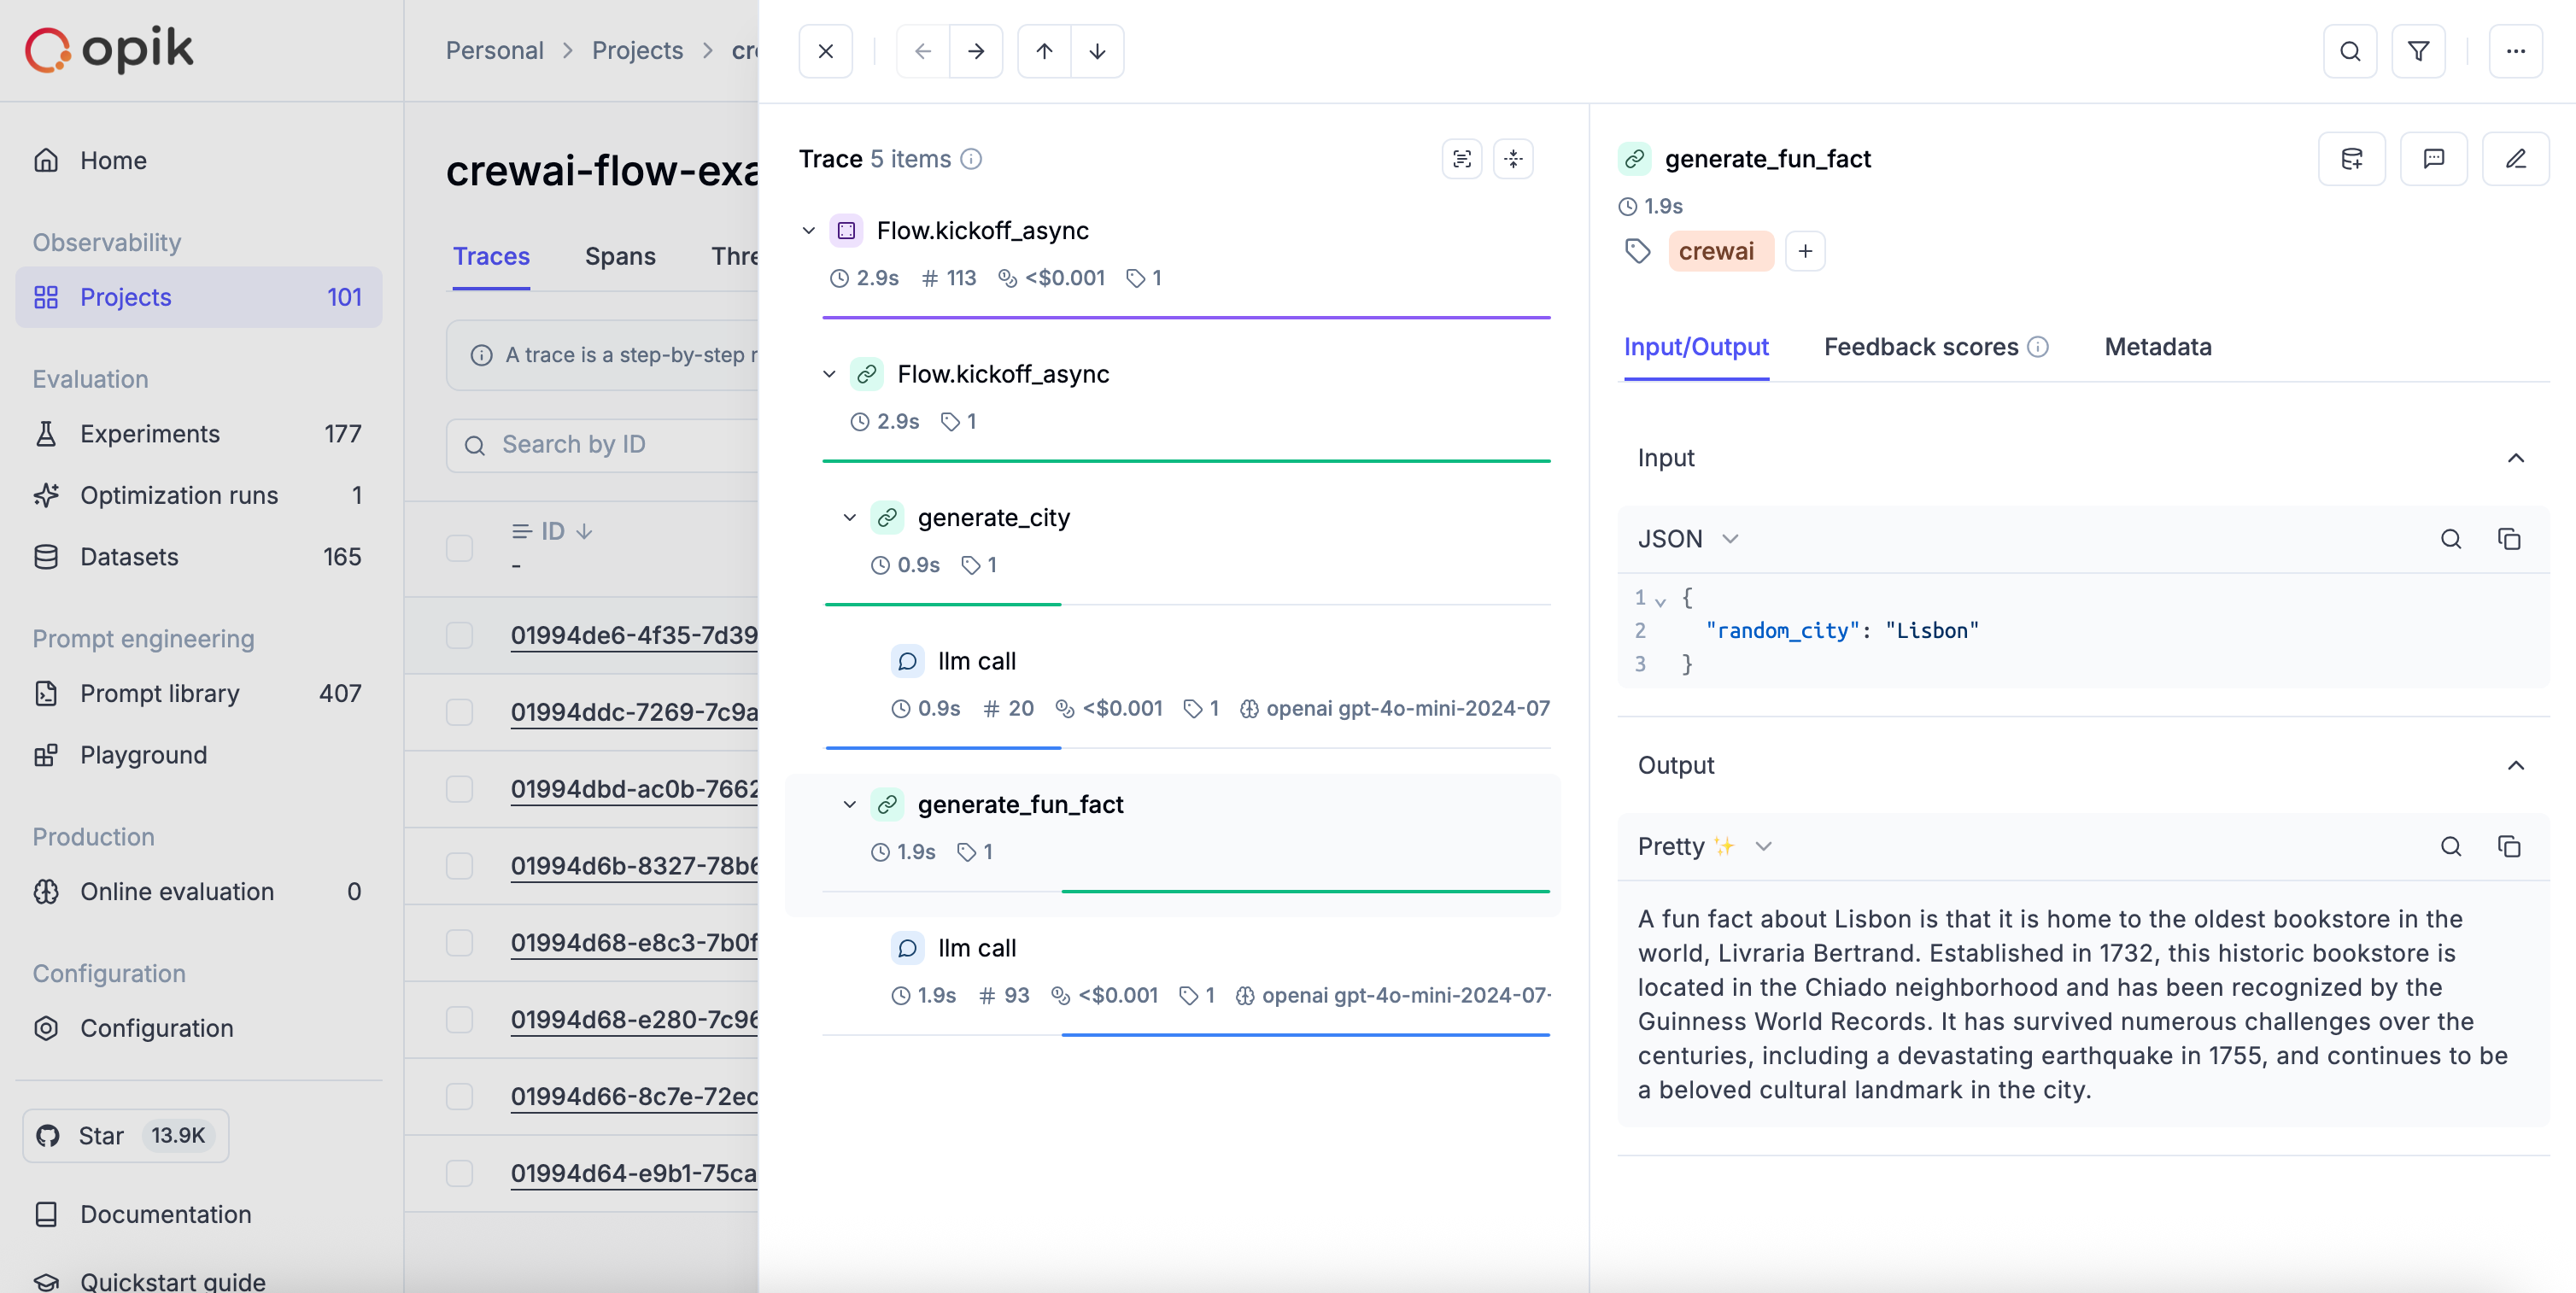 opik
Home
Observability
Projects 101
Evaluation
Experiments 177
Optimization runs 1
Datasets 165
Prompt engineering
Prompt library 407
Playground
Production
Online evaluation 0
Configuration
Configuration
Star 13.9K
Documentation
Quickstart guide
Personal > Projects >
crewai-flow-exa
Traces Spans
A trace is a step-by-step
Search by ID
ID
-
01994de6-4f35-7d39
01994ddc-7269-7c9a
01994dbd-ac0b-7662
01994d6b-8327-78b6
01994d68-e8c3-7b0f
01994d68-e280-7c96
01994d66-8c7e-72ec
01994d64-e9b1-75ca
Trace 5 items
Flow.kickoff_async
2.9s # 113 <$0.001 1
Flow.kickoff_async
2.9s 1
generate_city
0.9s 1
llm call
0.9s # 20 <$0.001 1 openai gpt-4o-mini-2024-07
generate_fun_fact
1.9s 1
llm call
1.9s # 93 <$0.001 1 openai gpt-4o-mini-2024-07-
generate_fun_fact
1.9s
crewai +
Input/Output Feedback scores Metadata
Input
JSON
1 {
2 "random_city": "Lisbon"
3 }
Output
Pretty ✨
A fun fact about Lisbon is that it is home to the oldest bookstore in the
world, Livraria Bertrand. Established in 1732, this historic bookstore is
located in the Chiado neighborhood and has been recognized by the
Guinness World Records. It has survived numerous challenges over the
centuries, including a devastating earthquake in 1755, and continues to be
a beloved cultural landmark in the city.